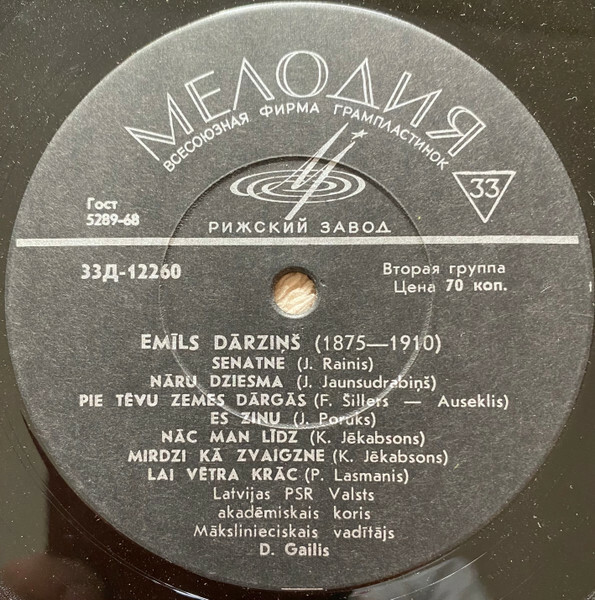 МЕЛОДИЯ
ВСЕСОЮЗНАЯ ФИРМА ГРАМПЛАСТИНОК
33
Гост
5289-68
РИЖСКИЙ ЗАВОД
33Д-12260
Вторая группа
Цена 70 коп.
EMĪLS DĀRZIŅŠ (1875—1910)
SENATNE (J. Rainis)
NĀRU DZIESMA (J. Jaunsudrabiņš)
PIE TĒVU ZEMES DĀRGĀS (F. Šillers — Auseklis)
ES ZINU (J. Poruks)
NĀC MAN LĪDZ (K. Jēkabsons)
MIRDZI KĀ ZVAIGZNE (K. Jēkabsons)
LAI VĒTRA KRĀC (P. Lasmanis)
Latvijas PSR Valsts
akadēmiskais koris
Mākslinieciskais vadītājs
D. Gailis